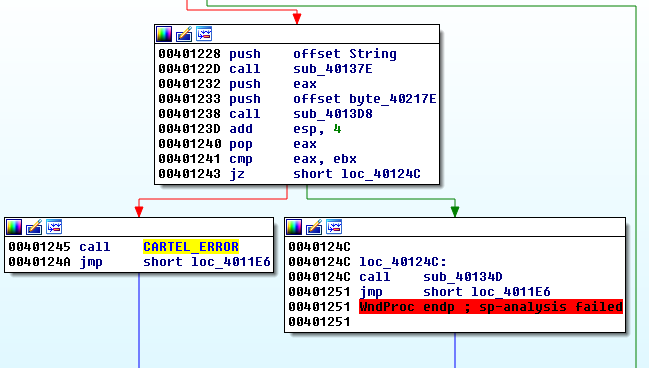 00401228 push offset String
0040122D call sub_40137E
00401232 push eax
00401233 push offset byte_40217E
00401238 call sub_4013D8
0040123D add esp, 4
00401240 pop eax
00401241 cmp eax, ebx
00401243 jz short loc_40124C
00401245 call CARTEL_ERROR
0040124A jmp short loc_4011E6
0040124C
0040124C loc_40124C:
0040124C call sub_40134D
00401251 jmp short loc_4011E6
00401251 WndProc endp ; sp-analysis failed
00401251